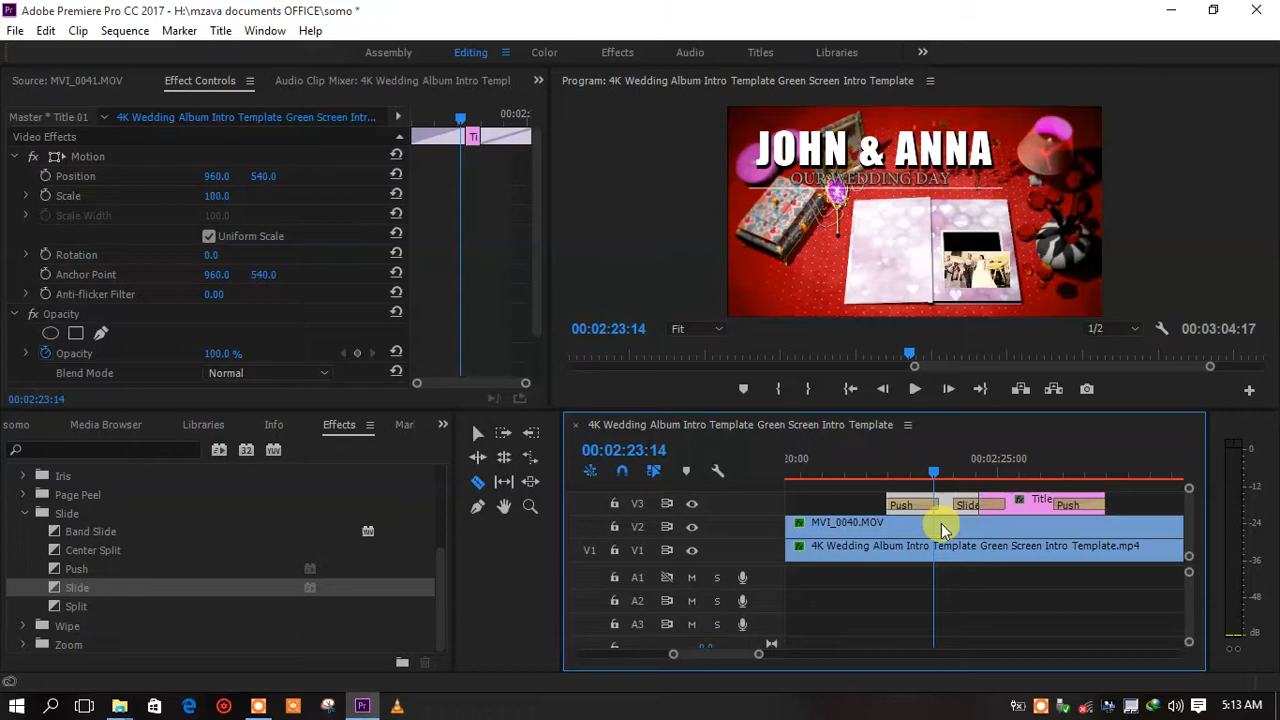 Adobe Premiere Pro CC 2017 - H:\mzava documents OFFICE\somo *
File Edit Clip Sequence Marker Title Window Help
Assembly Editing Color Effects Audio Titles Libraries
Source: MVI_0041.MOV Effect Controls Audio Clip Mixer: 4K Wedding Album Intro Templ
Program: 4K Wedding Album Intro Template Green Screen Intro Template
Master * Title 01 4K Wedding Album Intro Template Green Screen Intr... 00:02:
Video Effects Ti
fx Motion
Position 960.0 540.0
Scale 100.0
Scale Width 100.0
Uniform Scale
Rotation 0.0
Anchor Point 960.0 540.0
Anti-flicker Filter 0.00
fx Opacity
Opacity 100.0 %
Blend Mode Normal
00:02:23:14
JOHN & ANNA
OUR WEDDING DAY
00:02:23:14 Fit 1/2 00:03:04:17
somo Media Browser Libraries Info Effects Mar
Iris
Page Peel
Slide
Band Slide
Center Split
Push
Slide
Split
Wipe
Zoom
4K Wedding Album Intro Template Green Screen Intro Template
00:02:23:14 :20:00 00:02:25:00
V3 Push Slide Title Push
V2 MVI_0040.MOV
V1 V1 4K Wedding Album Intro Template Green Screen Intro Template.mp4
A1 M S
A2 M S
A3 M S
0.0
0
-12
-24
-36
-48
dB
S S
5:13 AM